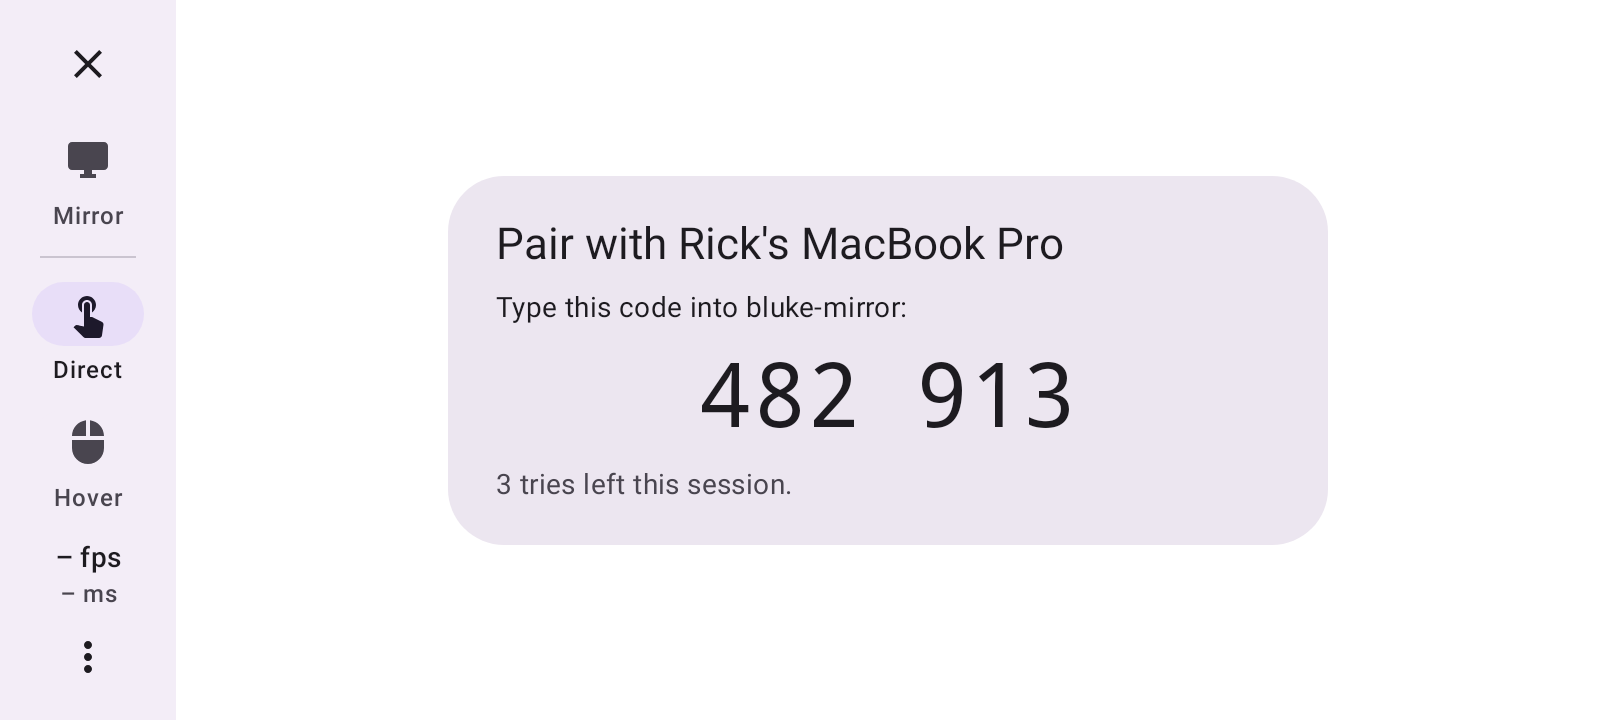 Mirror
Direct
Hover
– fps
– ms
Pair with Rick's MacBook Pro
Type this code into bluke-mirror:
482 913
3 tries left this session.